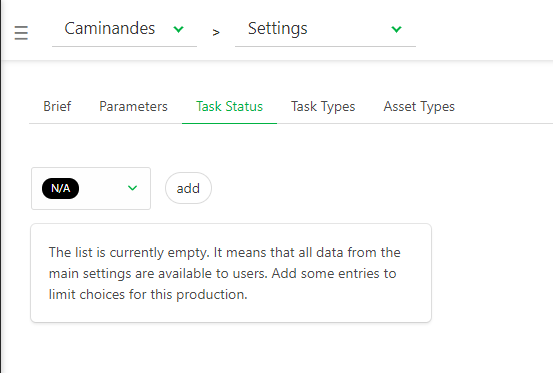 Caminandes > Settings
Brief Parameters Task Status Task Types Asset Types
N/A add
The list is currently empty. It means that all data from the
main settings are available to users. Add some entries to
limit choices for this production.